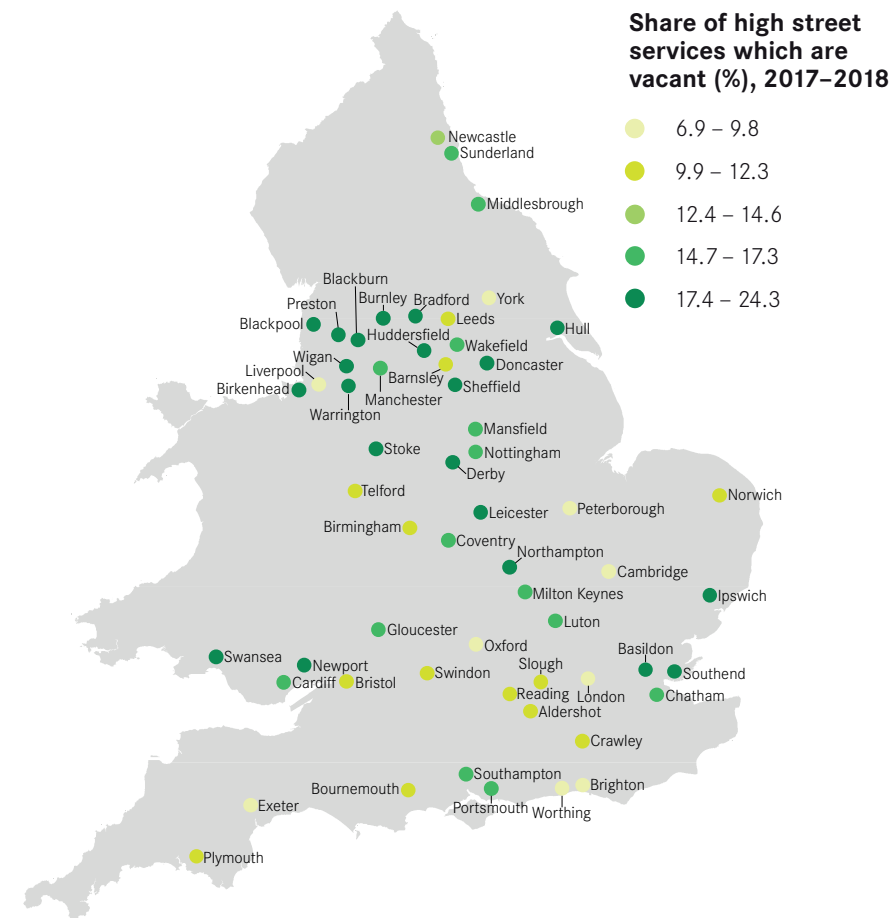 Share of high street
services which are
vacant (%), 2017–2018
6.9 – 9.8
9.9 – 12.3
12.4 – 14.6
14.7 – 17.3
17.4 – 24.3
Newcastle
Sunderland
Middlesbrough
Blackburn
Preston
Burnley
Bradford
York
Blackpool
Leeds
Hull
Huddersfield
Wakefield
Wigan
Doncaster
Liverpool
Barnsley
Birkenhead
Sheffield
Manchester
Warrington
Mansfield
Stoke
Nottingham
Derby
Telford
Norwich
Peterborough
Leicester
Birmingham
Coventry
Northampton
Cambridge
Milton Keynes
Ipswich
Luton
Gloucester
Oxford
Basildon
Swansea
Slough
Newport
Swindon
Southend
Cardiff
Bristol
Reading
London
Chatham
Aldershot
Crawley
Southampton
Brighton
Bournemouth
Exeter
Portsmouth
Worthing
Plymouth